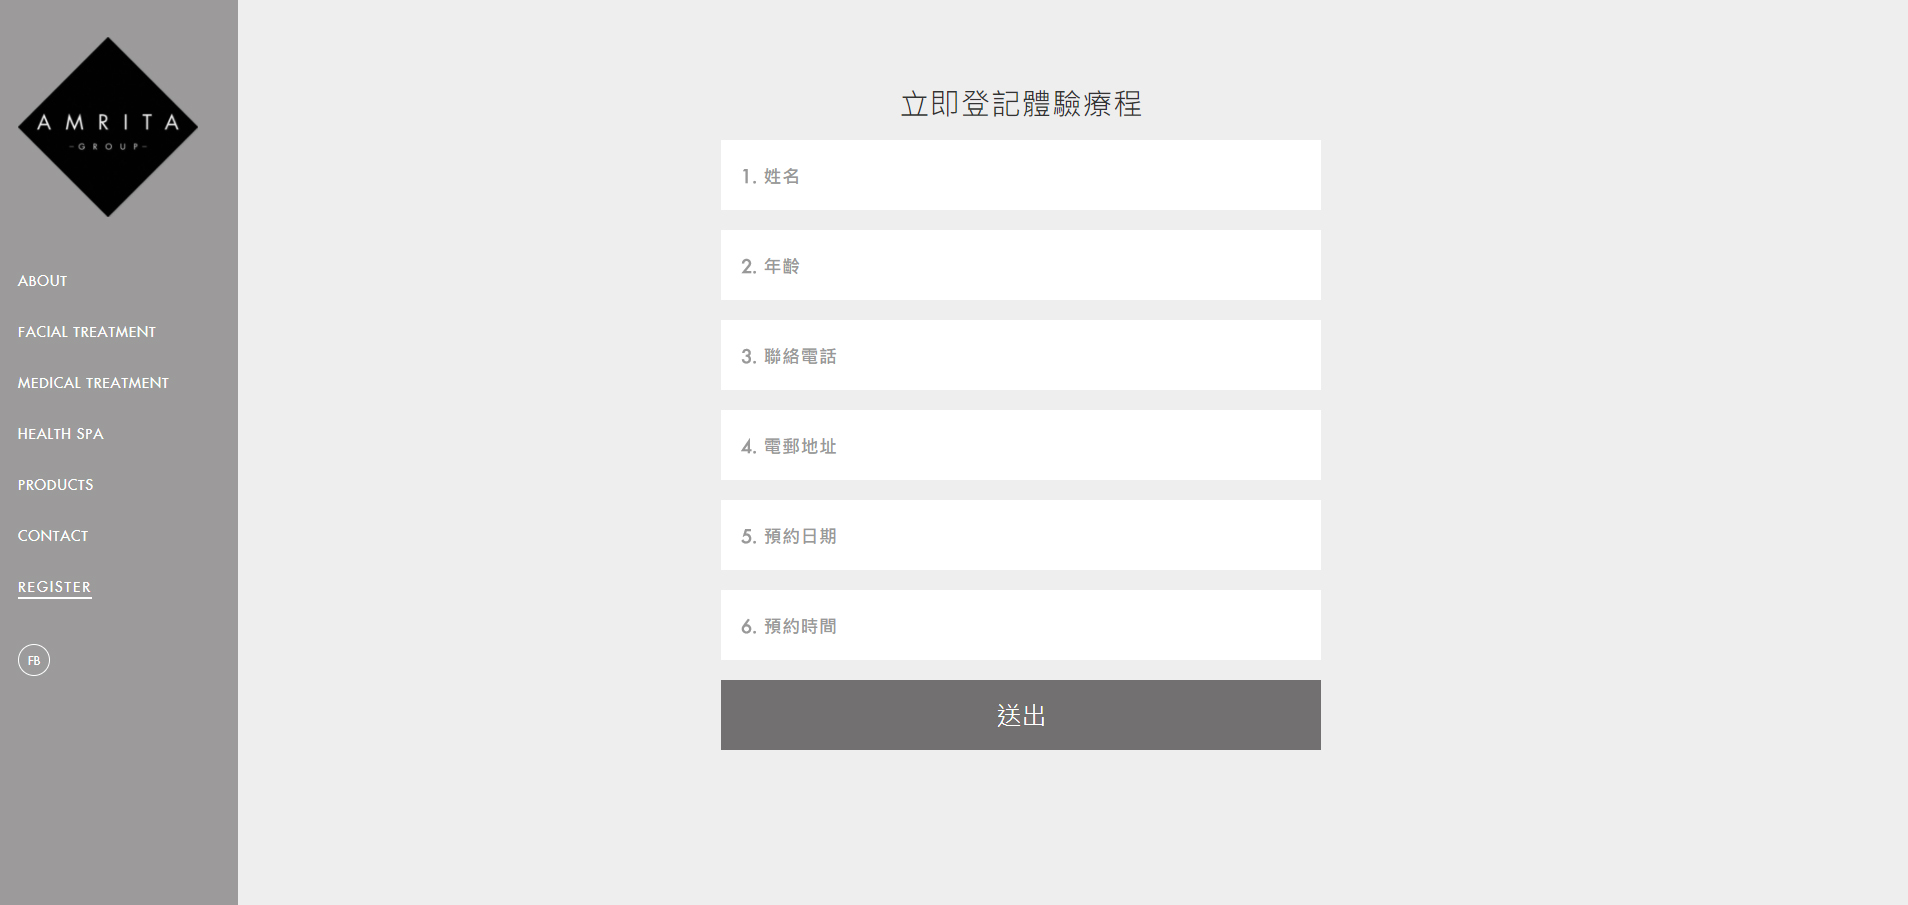 AMRITA
-GROUP-
ABOUT
FACIAL TREATMENT
MEDICAL TREATMENT
HEALTH SPA
PRODUCTS
CONTACT
REGISTER
FB
立即登記體驗療程
1. 姓名
2. 年齡
3. 聯絡電話
4. 電郵地址
5. 預約日期
6. 預約時間
送出